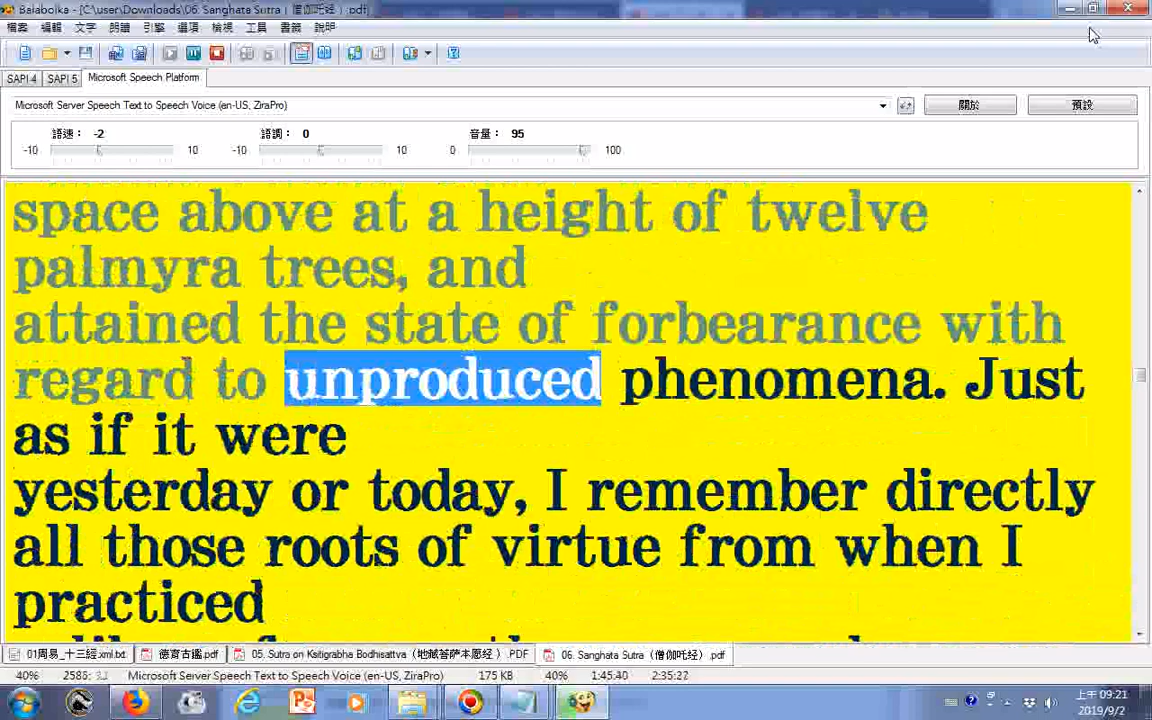 Balabolka - [C:\user\Downloads\06. Sanghata Sutra ( 僧伽吒经 ).pdf]
檔案 編輯 文字 朗讀 引擎 選項 檢視 工具 書籤 說明
SAPI 4 SAPI 5 Microsoft Speech Platform
Microsoft Server Speech Text to Speech Voice (en-US, ZiraPro) 關於 預設
語速： -2 語調： 0 音量： 95
-10 10 -10 10 0 100
space above at a height of twelve
palmyra trees, and
attained the state of forbearance with
regard to unproduced phenomena. Just
as if it were
yesterday or today, I remember directly
all those roots of virtue from when I
practiced
01周易_十三經.xml.txt 德育古鑑.pdf 05. Sutra on Ksitigrabha Bodhisattva（地藏菩萨本愿经 ）.PDF 06. Sanghata Sutra（僧伽吒经 ）.pdf
40% Microsoft Server Speech Text to Speech Voice (en-US, ZiraPro) 175 KB 40% 1:45:40 2:35:27
上午 09:21
2019/9/2